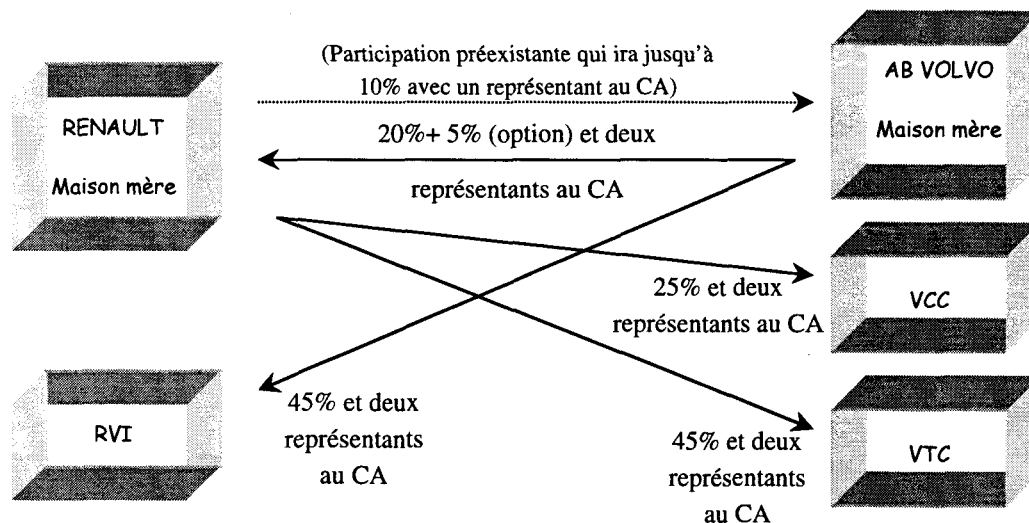 (Participation préexistante qui ira jusqu'à
10% avec un représentant au CA)
RENAULT
Maison mère
AB VOLVO
Maison mère
20%+ 5% (option) et deux
représentants au CA
25% et deux
représentants au CA
VCC
RVI
45% et deux
représentants
au CA
45% et deux
représentants
au CA
VTC